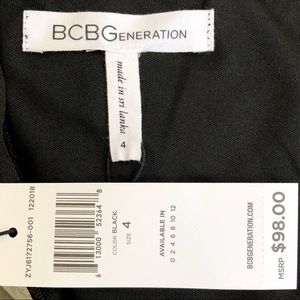 BCBGENERATION
made in sri lanka
4
ZYJ6172756-001 122018
6 13000 52364 8
COLOR: BLACK
SIZE: 4
AVAILABLE IN
0 2 4 6 8 10 12
BCBGENERATION.COM
MSRP $98.00